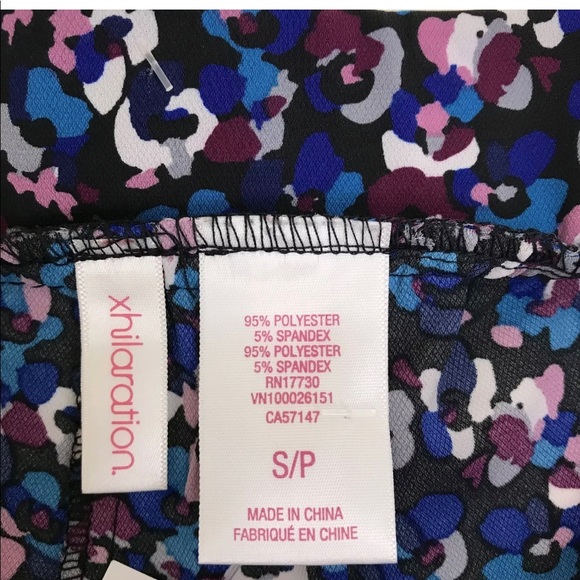 xhilaration.
95% POLYESTER
5% SPANDEX
95% POLYESTER
5% SPANDEX
RN17730
VN100026151
CA57147
S/P
MADE IN CHINA
FABRIQUÉ EN CHINE